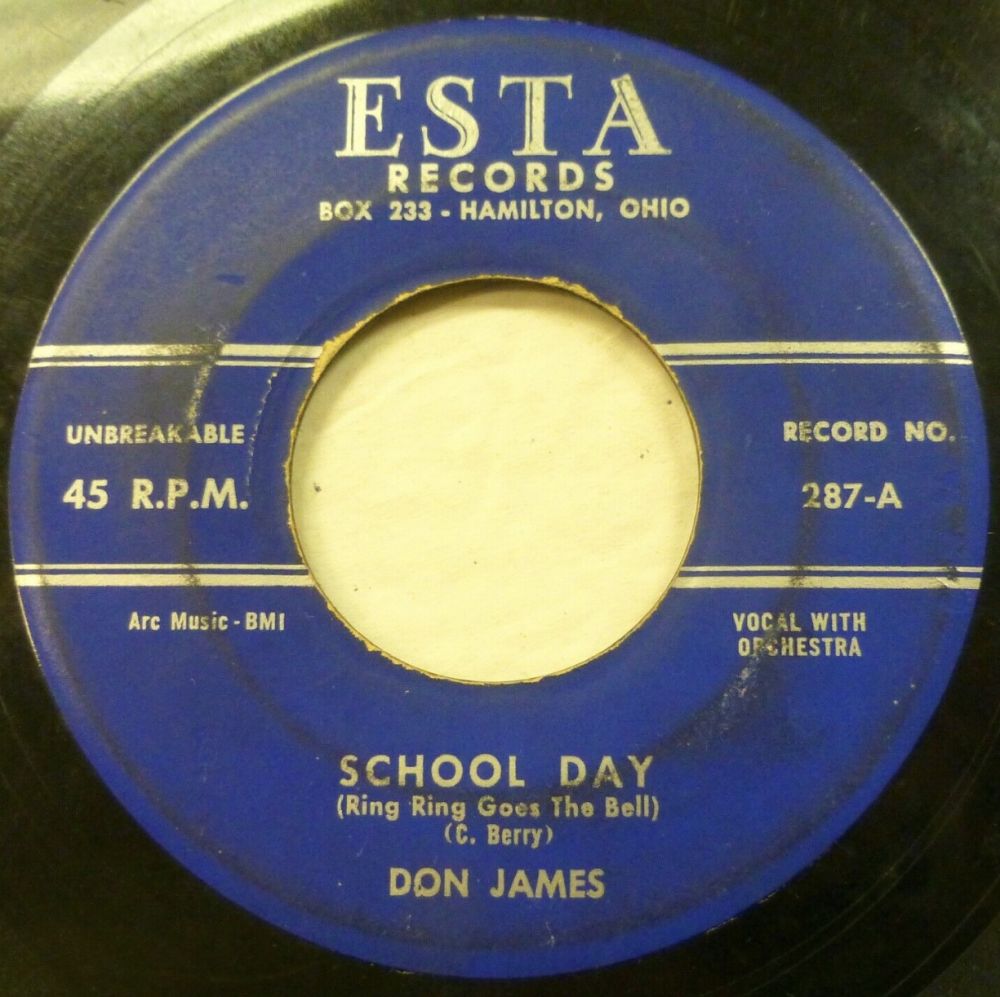 ESTA
RECORDS
BOX 233 - HAMILTON, OHIO
UNBREAKABLE
45 R.P.M.
RECORD NO.
287-A
Arc Music - BMI
VOCAL WITH
ORCHESTRA
SCHOOL DAY
(Ring Ring Goes The Bell)
(C. Berry)
DON JAMES